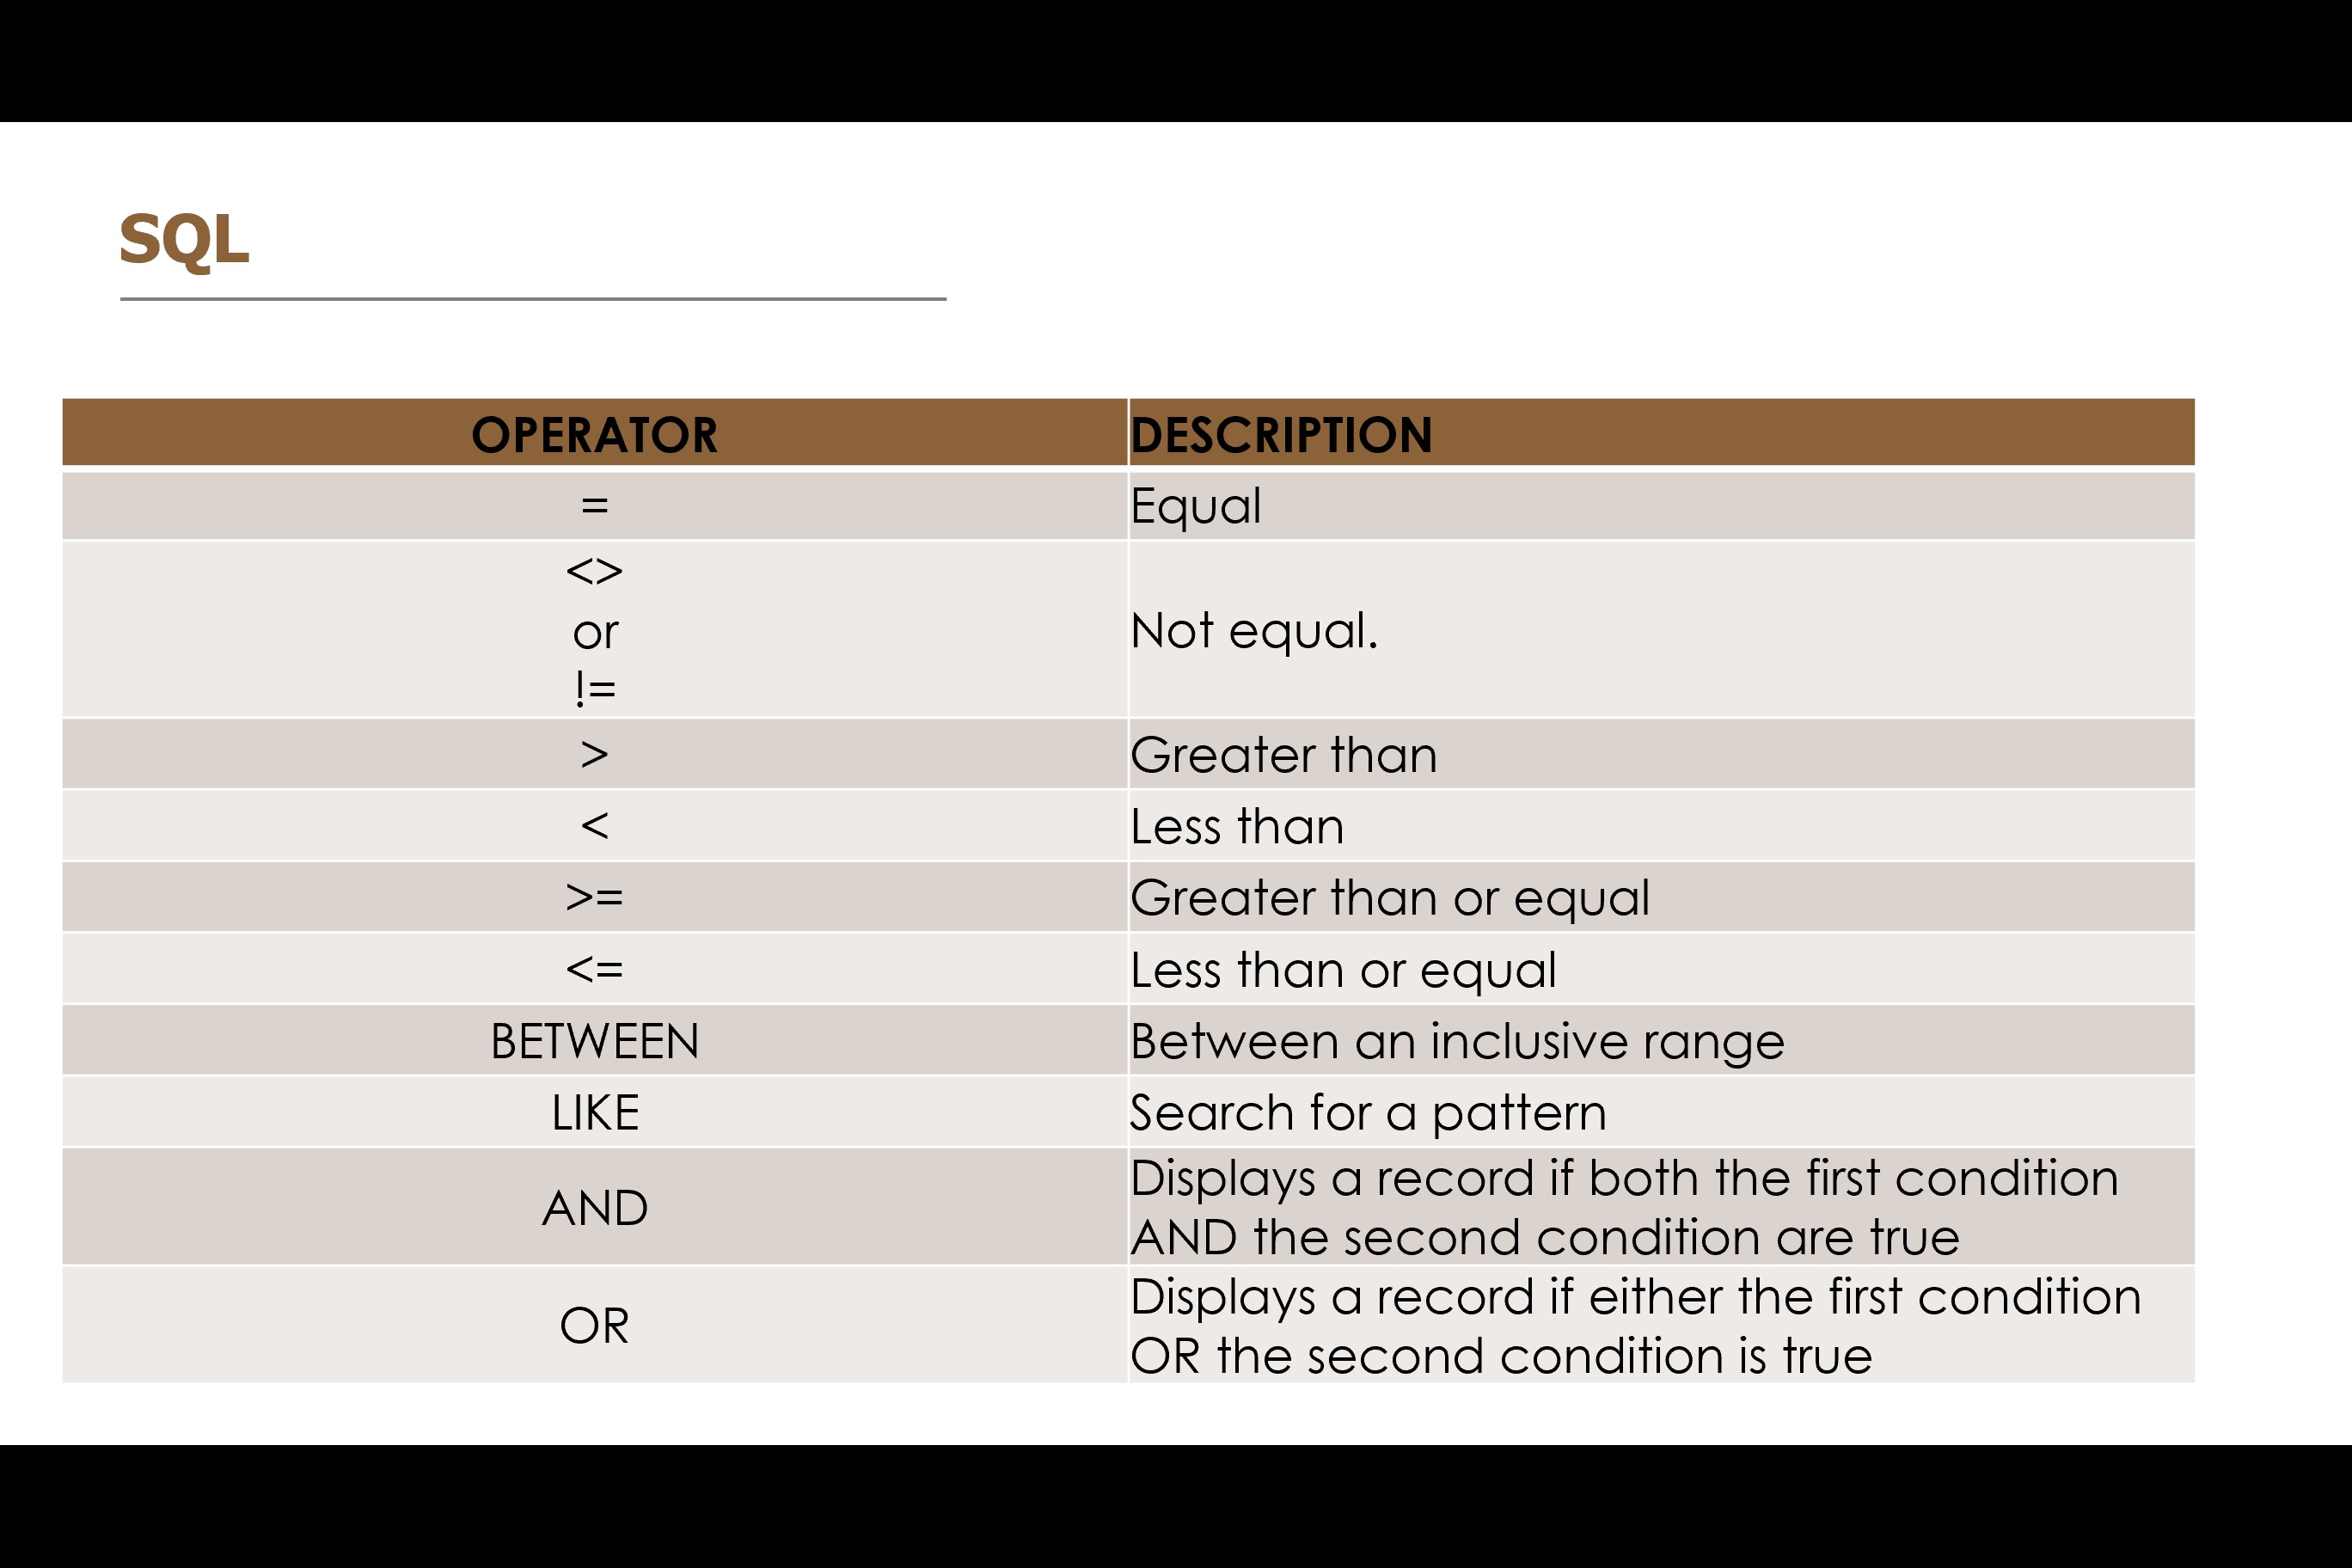 SQL
OPERATOR DESCRIPTION
= Equal
<>
or
!=
Not equal.
> Greater than
< Less than
>= Greater than or equal
<= Less than or equal
BETWEEN Between an inclusive range
LIKE Search for a pattern
AND
Displays a record if both the first condition
AND the second condition are true
OR
Displays a record if either the first condition
OR the second condition is true